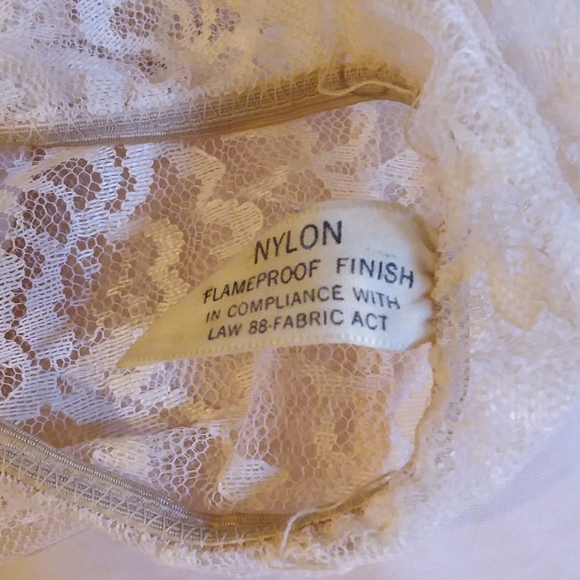 NYLON
FLAMEPROOF FINISH
IN COMPLIANCE WITH
LAW 88-FABRIC ACT